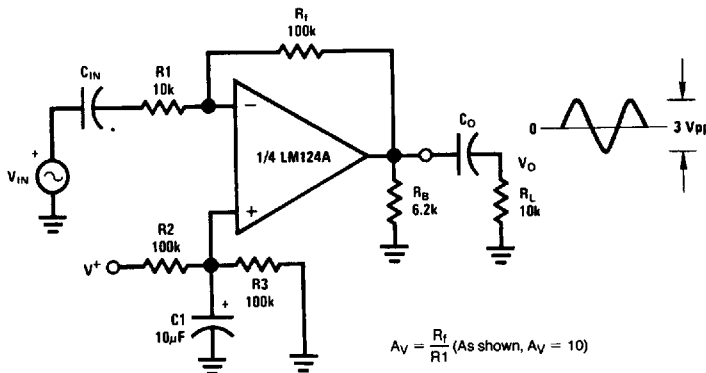 Rf
100k
CIN
R1
10k
−
1/4 LM124A
+
+
VIN
R2
100k
V+
R3
100k
+
C1
10μF
CO
VO
RB
6.2k
RL
10k
0
3 Vpp
AV = Rf/R1 (As shown, AV = 10)